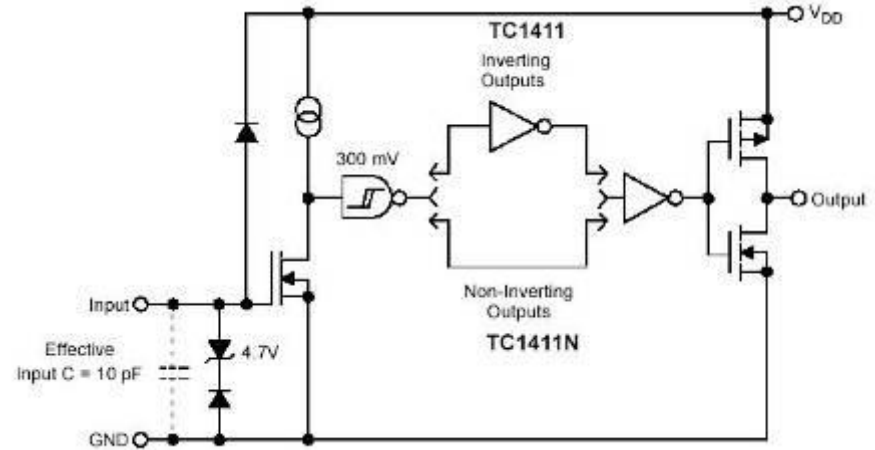 V_DD
TC1411
Inverting
Outputs
300 mV
Output
Input
Non-Inverting
Outputs
TC1411N
4.7V
Effective
Input C = 10 pF
GND